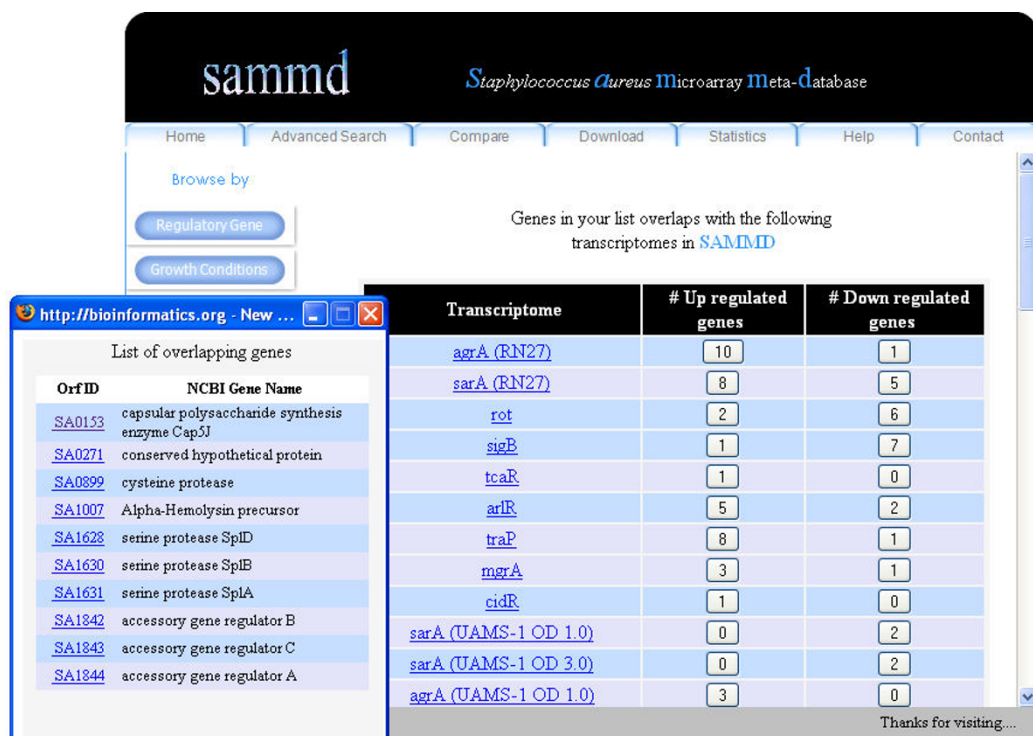 sammd
Staphylococcus aureus microarray meta-database
Home Advanced Search Compare Download Statistics Help Contact
Browse by
Regulatory Gene
Growth Conditions
Genes in your list overlaps with the following
transcriptomes in SAMMD
Transcriptome # Up regulated genes # Down regulated genes
agrA (RN27) 10 1
sarA (RN27) 8 5
rot 2 6
sigB 1 7
tcaR 1 0
arlR 5 2
traP 8 1
mgrA 3 1
cidR 1 0
sarA (UAMS-1 OD 1.0) 0 2
sarA (UAMS-1 OD 3.0) 0 2
agrA (UAMS-1 OD 1.0) 3 0
Thanks for visiting....
http://bioinformatics.org - New ...
List of overlapping genes
Orf ID NCBI Gene Name
SA0153 capsular polysaccharide synthesis
enzyme Cap5J
SA0271 conserved hypothetical protein
SA0899 cysteine protease
SA1007 Alpha-Hemolysin precursor
SA1628 serine protease SplD
SA1630 serine protease SplB
SA1631 serine protease SplA
SA1842 accessory gene regulator B
SA1843 accessory gene regulator C
SA1844 accessory gene regulator A